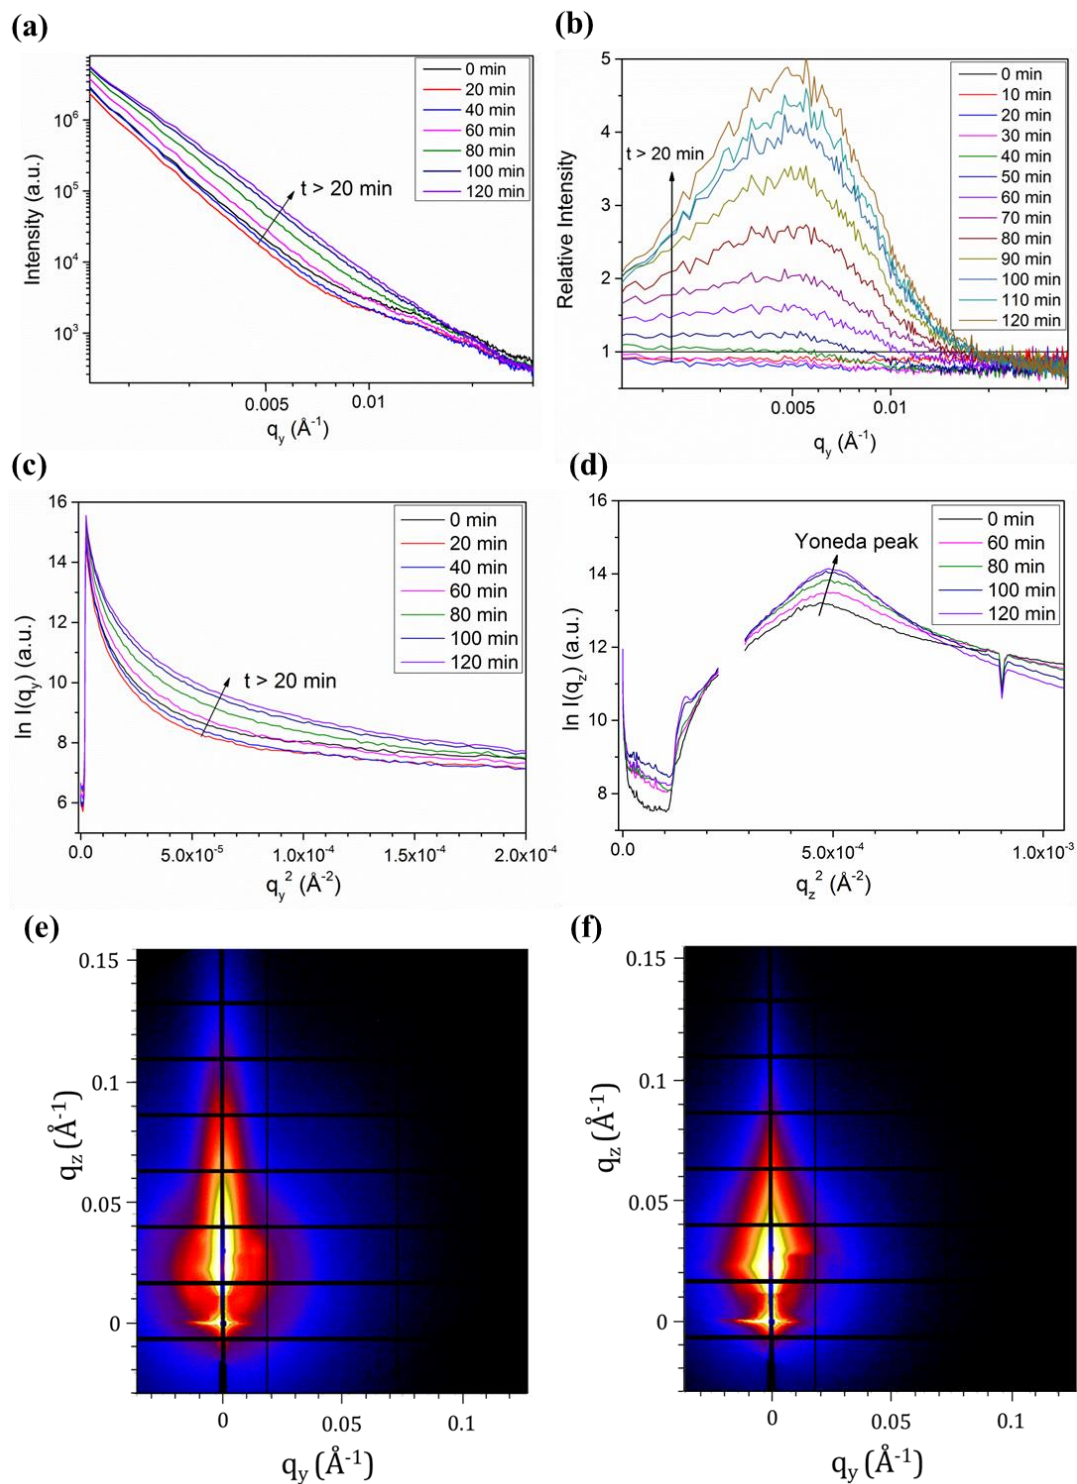 (a)
0 min
20 min
40 min
60 min
80 min
100 min
120 min
t > 20 min
Intensity (a.u.)
10⁶
10⁵
10⁴
10³
0.005
0.01
q_y (Å⁻¹)
(b)
0 min
10 min
20 min
30 min
40 min
50 min
60 min
70 min
80 min
90 min
100 min
110 min
120 min
t > 20 min
Relative Intensity
5
4
3
2
1
0.005
0.01
q_y (Å⁻¹)
(c)
0 min
20 min
40 min
60 min
80 min
100 min
120 min
t > 20 min
ln I(q_y) (a.u.)
16
14
12
10
8
6
0.0
5.0x10⁻⁵
1.0x10⁻⁴
1.5x10⁻⁴
2.0x10⁻⁴
q_y² (Å⁻²)
(d)
0 min
60 min
80 min
100 min
120 min
Yoneda peak
ln I(q_z) (a.u.)
16
14
12
10
8
0.0
5.0x10⁻⁴
1.0x10⁻³
q_z² (Å⁻²)
(e)
0.15
0.1
0.05
0
q_z (Å⁻¹)
0
0.05
0.1
q_y (Å⁻¹)
(f)
0.15
0.1
0.05
0
q_z (Å⁻¹)
0
0.05
0.1
q_y (Å⁻¹)